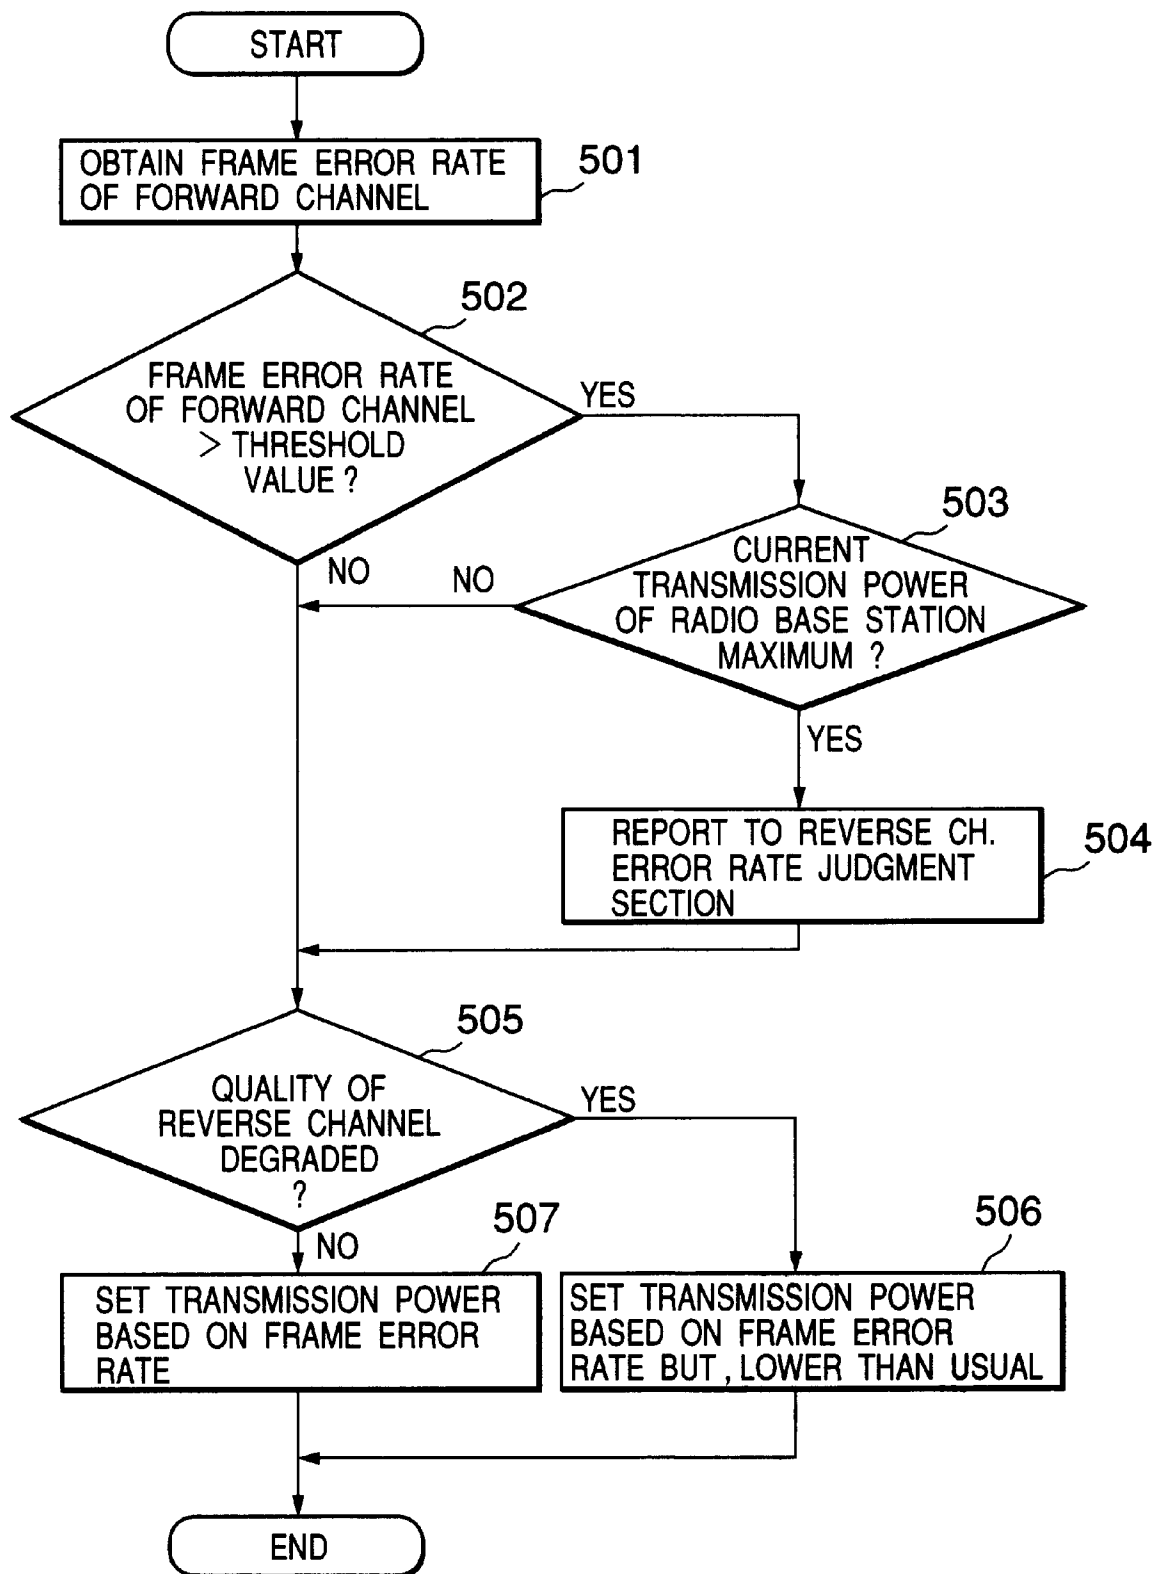 START
OBTAIN FRAME ERROR RATE
OF FORWARD CHANNEL
501
502
FRAME ERROR RATE
OF FORWARD CHANNEL
> THRESHOLD
VALUE ?
YES
NO
503
CURRENT
TRANSMISSION POWER
OF RADIO BASE STATION
MAXIMUM ?
NO
YES
REPORT TO REVERSE CH.
ERROR RATE JUDGMENT
SECTION
504
505
QUALITY OF
REVERSE CHANNEL
DEGRADED
?
YES
NO
507
SET TRANSMISSION POWER
BASED ON FRAME ERROR
RATE
506
SET TRANSMISSION POWER
BASED ON FRAME ERROR
RATE BUT , LOWER THAN USUAL
END